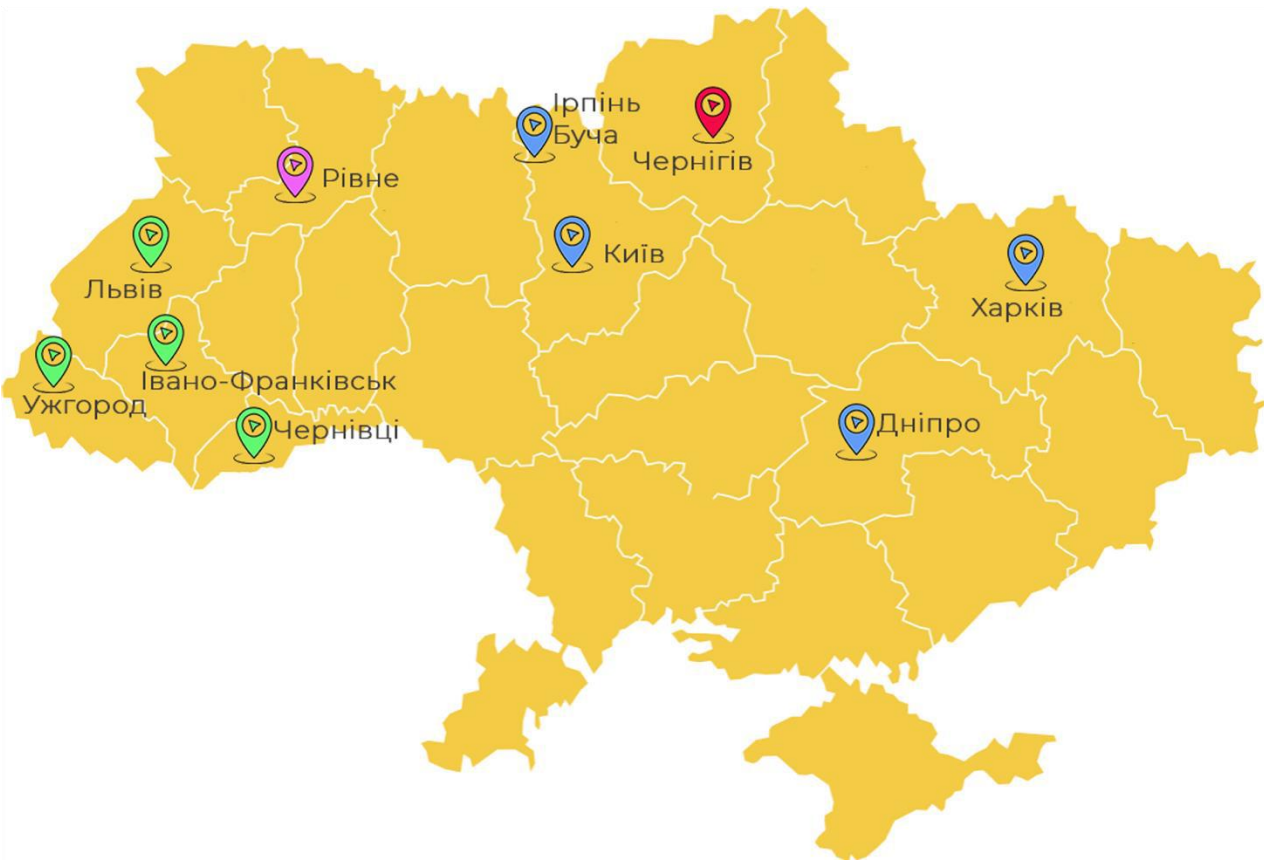 Ірпінь
Буча
Чернігів
Рівне
Київ
Львів
Харків
Івано-Франківськ
Ужгород
Чернівці
Дніпро